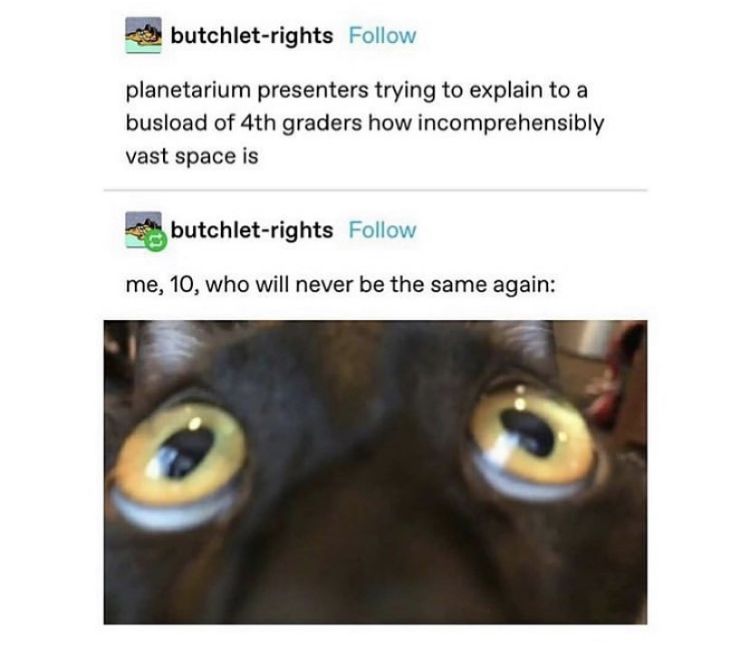 butchlet-rights Follow
planetarium presenters trying to explain to a
busload of 4th graders how incomprehensibly
vast space is
butchlet-rights Follow
me, 10, who will never be the same again: